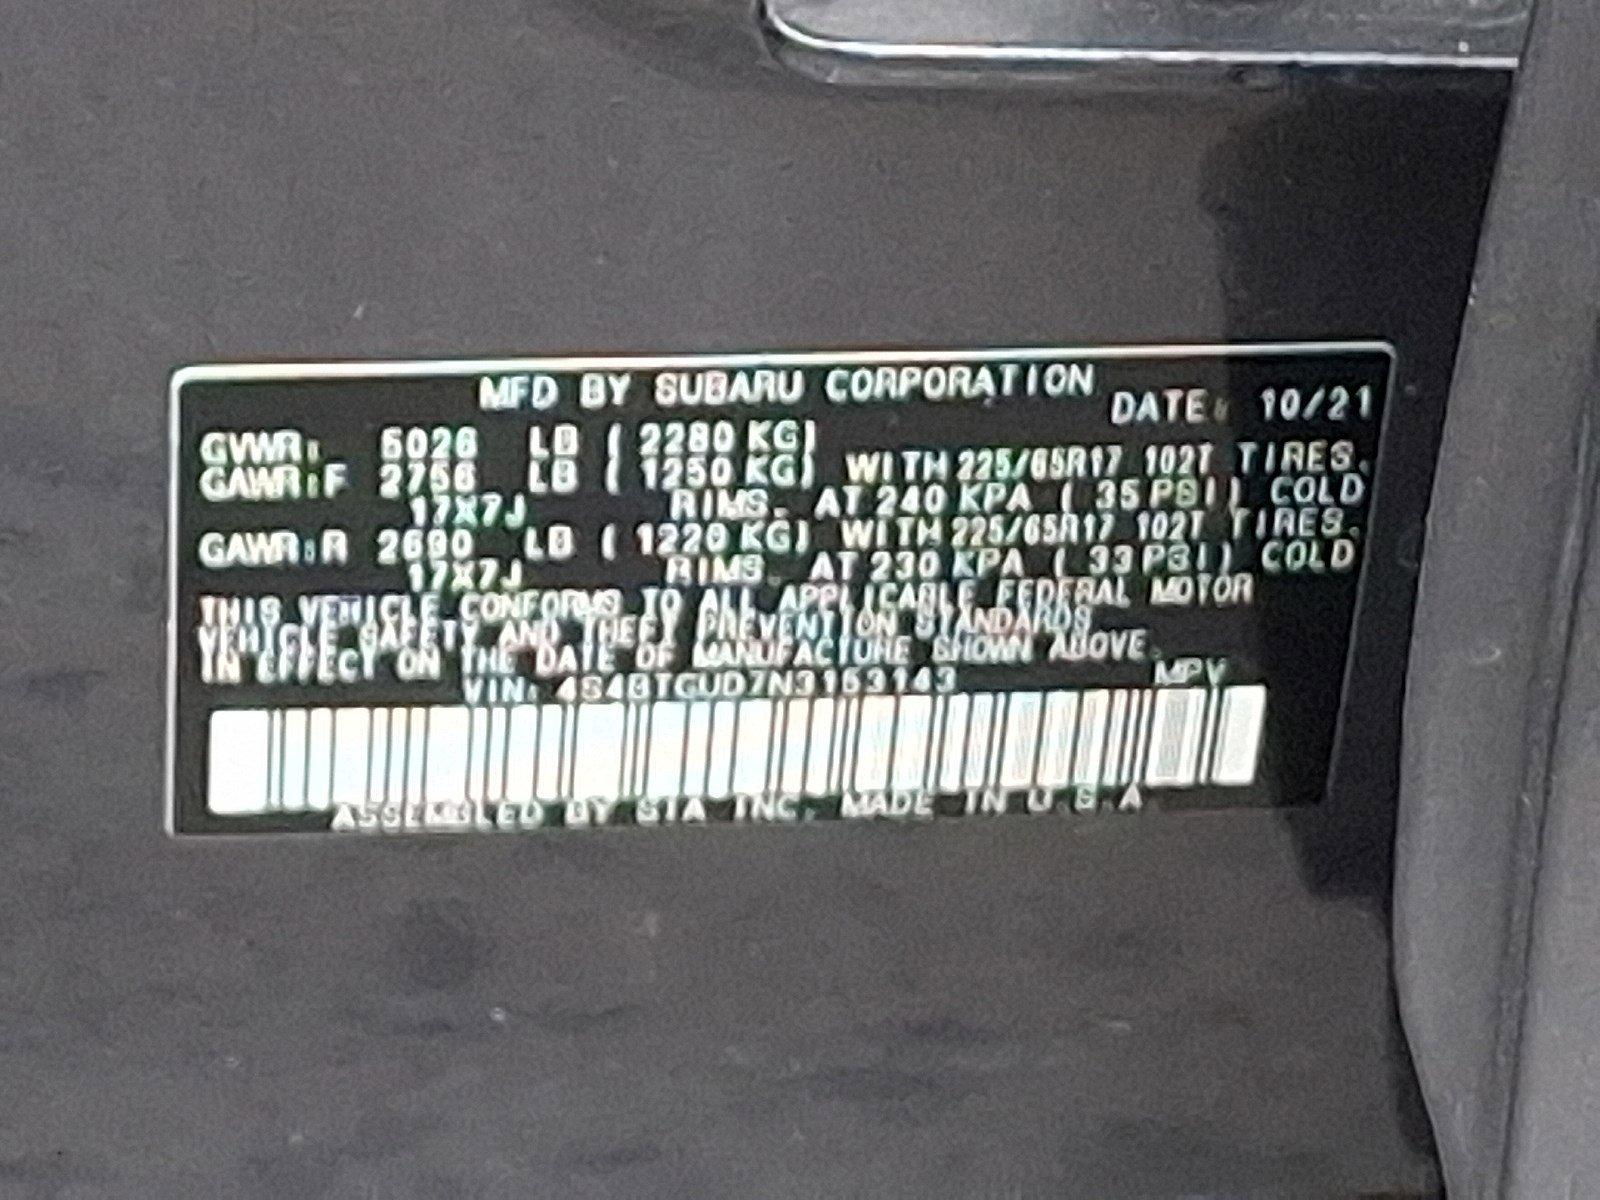 MFD BY SUBARU CORPORATION
DATE: 10/21
GVWR: 5026 LB ( 2280 KG)
GAWR:F 2756 LB ( 1250 KG) WITH 225/65R17 102T TIRES.
17X7J RIMS. AT 240 KPA ( 35 PSI) COLD
GAWR:R 2690 LB ( 1220 KG) WITH 225/65R17 102T TIRES.
17X7J RIMS. AT 230 KPA ( 33 PSI) COLD
THIS VEHICLE CONFORMS TO ALL APPLICABLE FEDERAL MOTOR
VEHICLE SAFETY AND THEFT PREVENTION STANDARDS
IN EFFECT ON THE DATE OF MANUFACTURE SHOWN ABOVE.
VIN: 4S4BTGUD7N3153143 MPV
ASSEMBLED BY SIA INC. MADE IN U.S.A